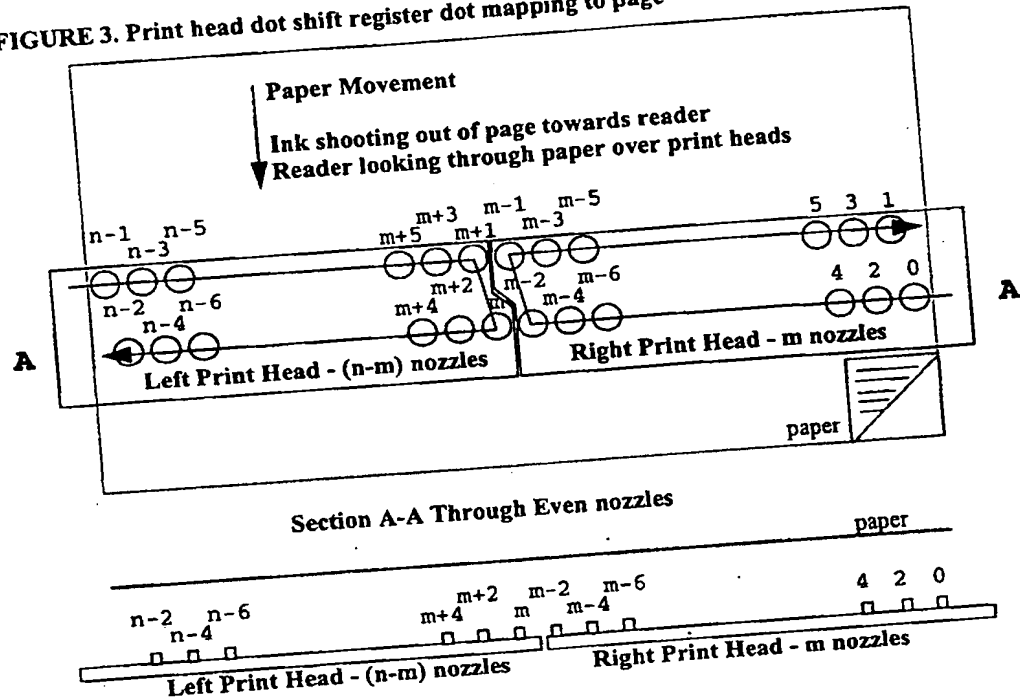 FIGURE 3. Print head dot shift register dot mapping to page
Paper Movement
Ink shooting out of page towards reader
Reader looking through paper over print heads
n-1 n-5 m+3 m-1 m-5 5 3 1
n-3 m+5 m+1 m-3
n-2 n-6 m+2 m-2 m-6 4 2 0
n-4 m+4 m m-4
A A
Left Print Head - (n-m) nozzles Right Print Head - m nozzles
paper
Section A-A Through Even nozzles
paper
n-2 n-6 m+2 m-2 m-6 4 2 0
n-4 m+4 m m-4
Left Print Head - (n-m) nozzles Right Print Head - m nozzles